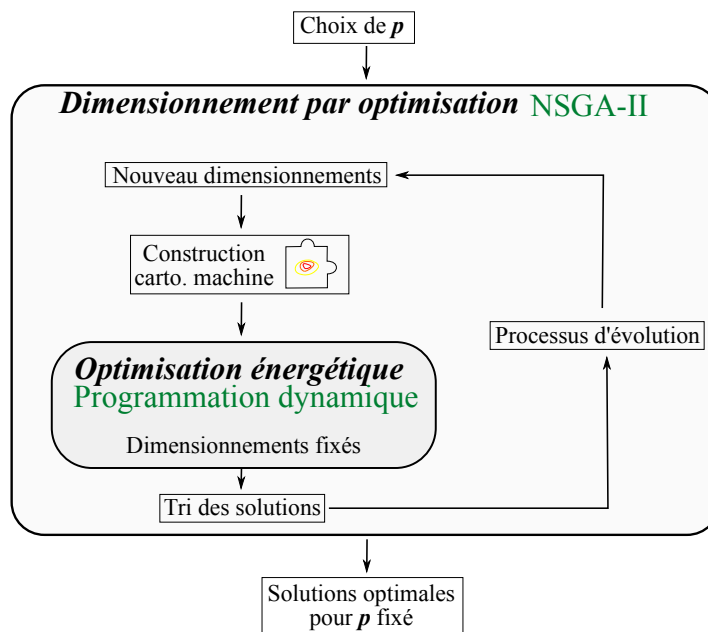 Choix de p
Dimensionnement par optimisation NSGA-II
Nouveau dimensionnements
Construction
carto. machine
Processus d'évolution
Optimisation énergétique
Programmation dynamique
Dimensionnements fixés
Tri des solutions
Solutions optimales
pour p fixé